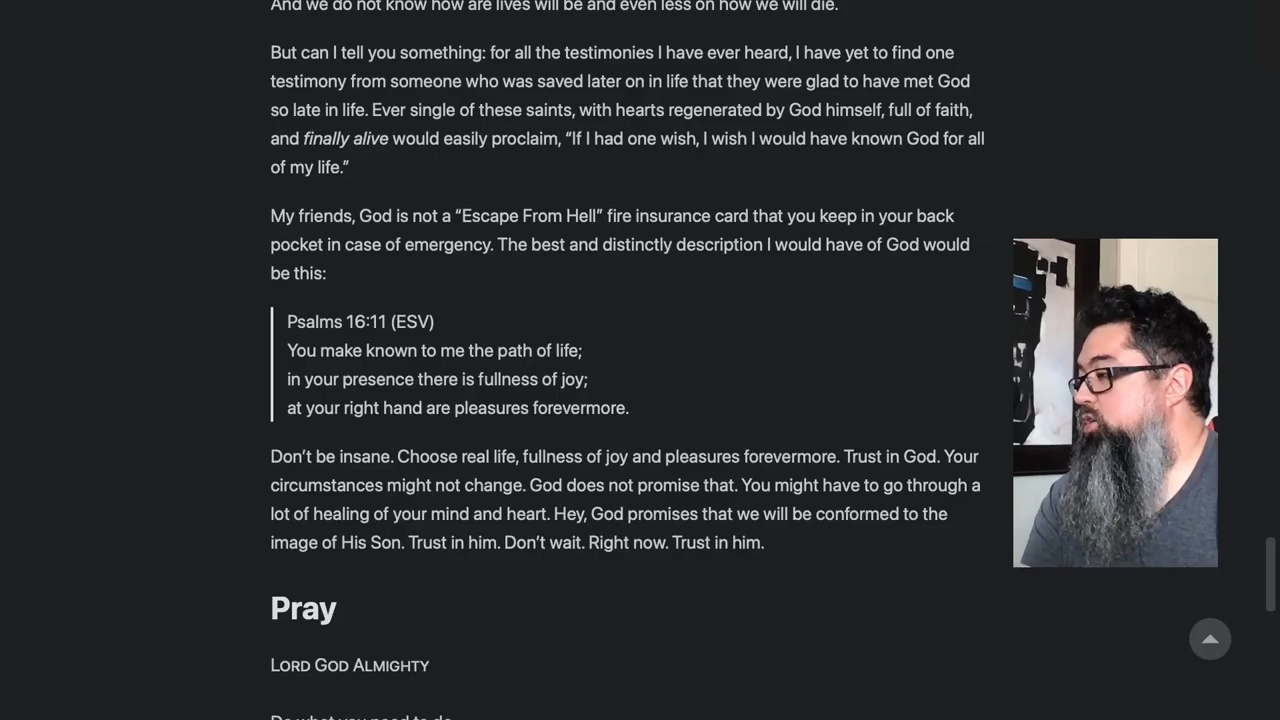 And we do not know how are lives will be and even less on how we will die.
But can I tell you something: for all the testimonies I have ever heard, I have yet to find one
testimony from someone who was saved later on in life that they were glad to have met God
so late in life. Ever single of these saints, with hearts regenerated by God himself, full of faith,
and finally alive would easily proclaim, “If I had one wish, I wish I would have known God for all
of my life.”
My friends, God is not a “Escape From Hell” fire insurance card that you keep in your back
pocket in case of emergency. The best and distinctly description I would have of God would
be this:
Psalms 16:11 (ESV)
You make known to me the path of life;
in your presence there is fullness of joy;
at your right hand are pleasures forevermore.
Don’t be insane. Choose real life, fullness of joy and pleasures forevermore. Trust in God. Your
circumstances might not change. God does not promise that. You might have to go through a
lot of healing of your mind and heart. Hey, God promises that we will be conformed to the
image of His Son. Trust in him. Don’t wait. Right now. Trust in him.
Pray
LORD GOD ALMIGHTY
Do what you need to do